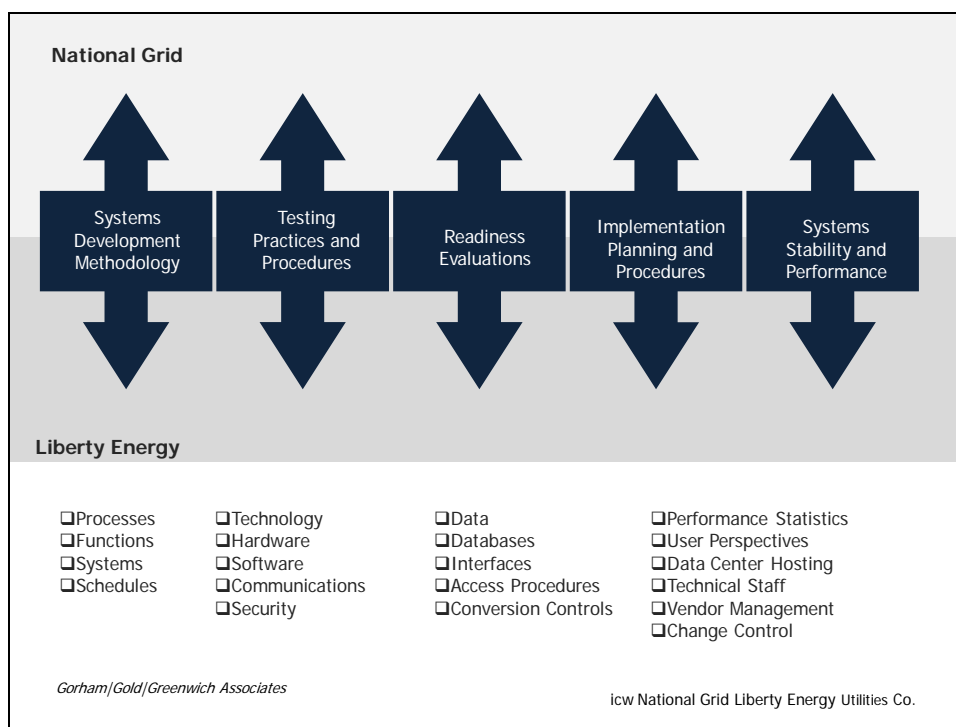 National Grid
Systems
Development
Methodology
Testing
Practices and
Procedures
Readiness
Evaluations
Implementation
Planning and
Procedures
Systems
Stability and
Performance
Liberty Energy
❑Processes
❑Functions
❑Systems
❑Schedules
❑Technology
❑Hardware
❑Software
❑Communications
❑Security
❑Data
❑Databases
❑Interfaces
❑Access Procedures
❑Conversion Controls
❑Performance Statistics
❑User Perspectives
❑Data Center Hosting
❑Technical Staff
❑Vendor Management
❑Change Control
Gorham|Gold|Greenwich Associates
icw National Grid Liberty Energy Utilities Co.